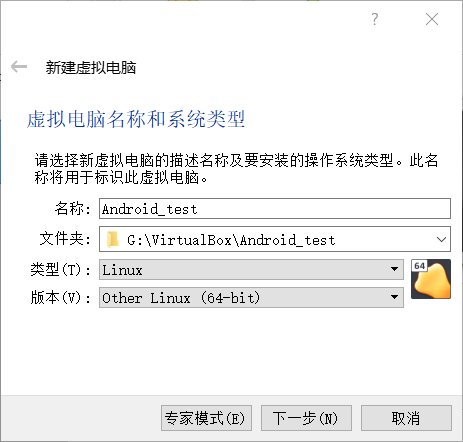 ?
新建虚拟电脑
虚拟电脑名称和系统类型
请选择新虚拟电脑的描述名称及要安装的操作系统类型。此名
称将用于标识此虚拟电脑。
名称: Android_test
文件夹: G:\VirtualBox\Android_test
类型(T): Linux
64
版本(V): Other Linux (64-bit)
专家模式(E) 下一步(N) 取消